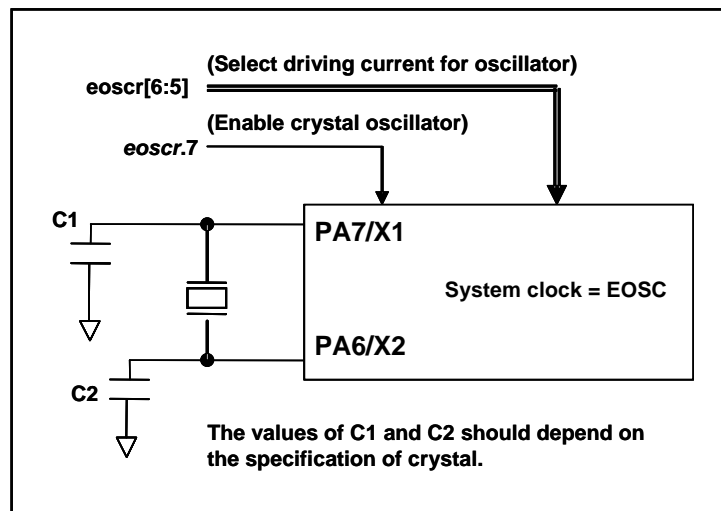 (Select driving current for oscillator)
eoscr[6:5]
(Enable crystal oscillator)
eoscr.7
C1
PA7/X1
System clock = EOSC
PA6/X2
C2
The values of C1 and C2 should depend on
the specification of crystal.